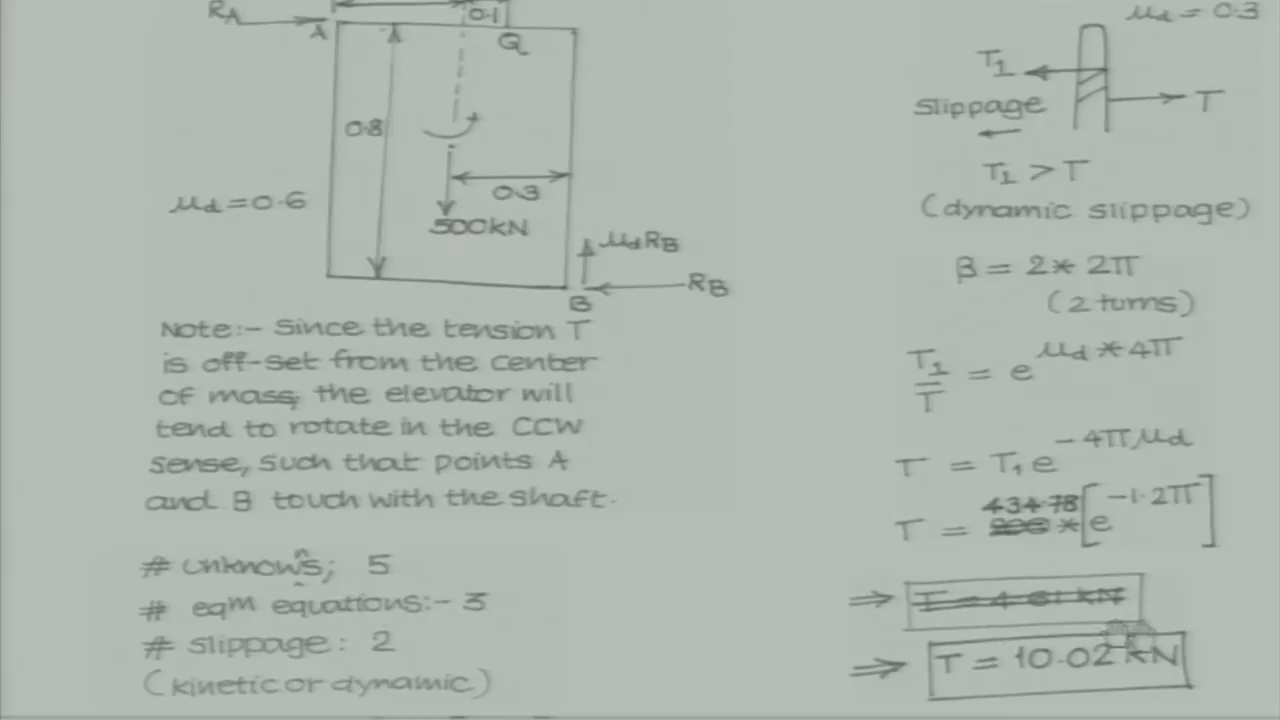 RA
A
0.1
Q
0.8
μd = 0.6
0.3
500kN
μdRB
RB
B
Note:- Since the tension T
is off-set from the center
of mass, the elevator will
tend to rotate in the CCW
sense, such that points A
and B touch with the shaft.
# unknows; 5
n
# eqm equations:- 3
# slippage: 2
(kinetic or dynamic)
μd = 0.3
T1
slippage
T
T1 > T
(dynamic slippage)
β = 2* 2π
(2 turns)
T1/T = e^μd*4π
T = T1 e^-4πμd
434.78
T = * [e^-1.2π]
⇒ T = 4.61 kN
⇒ T = 10.02 kN